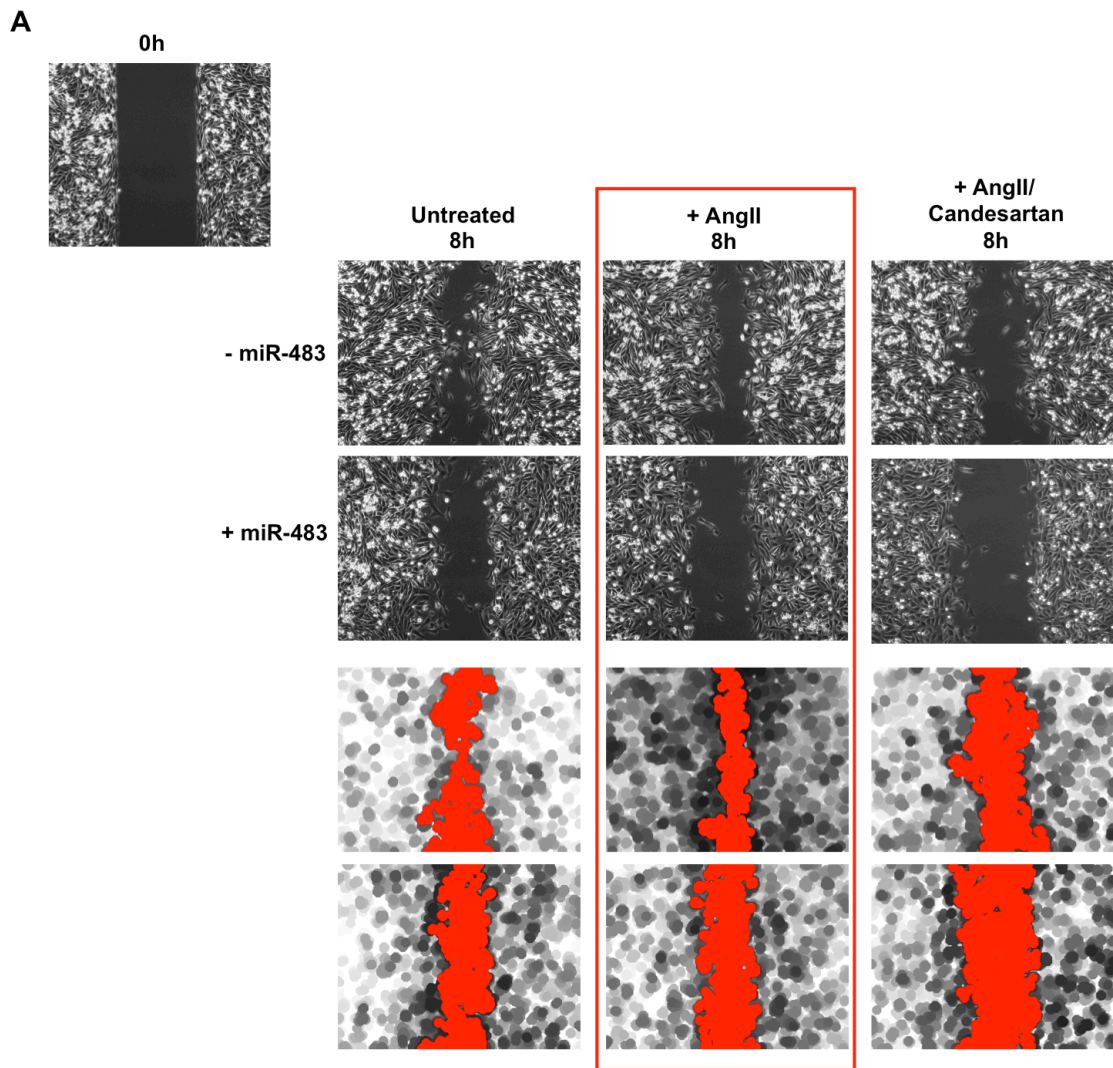 A
0h
Untreated
8h
+ AngII
8h
+ AngII/
Candesartan
8h
- miR-483
+ miR-483